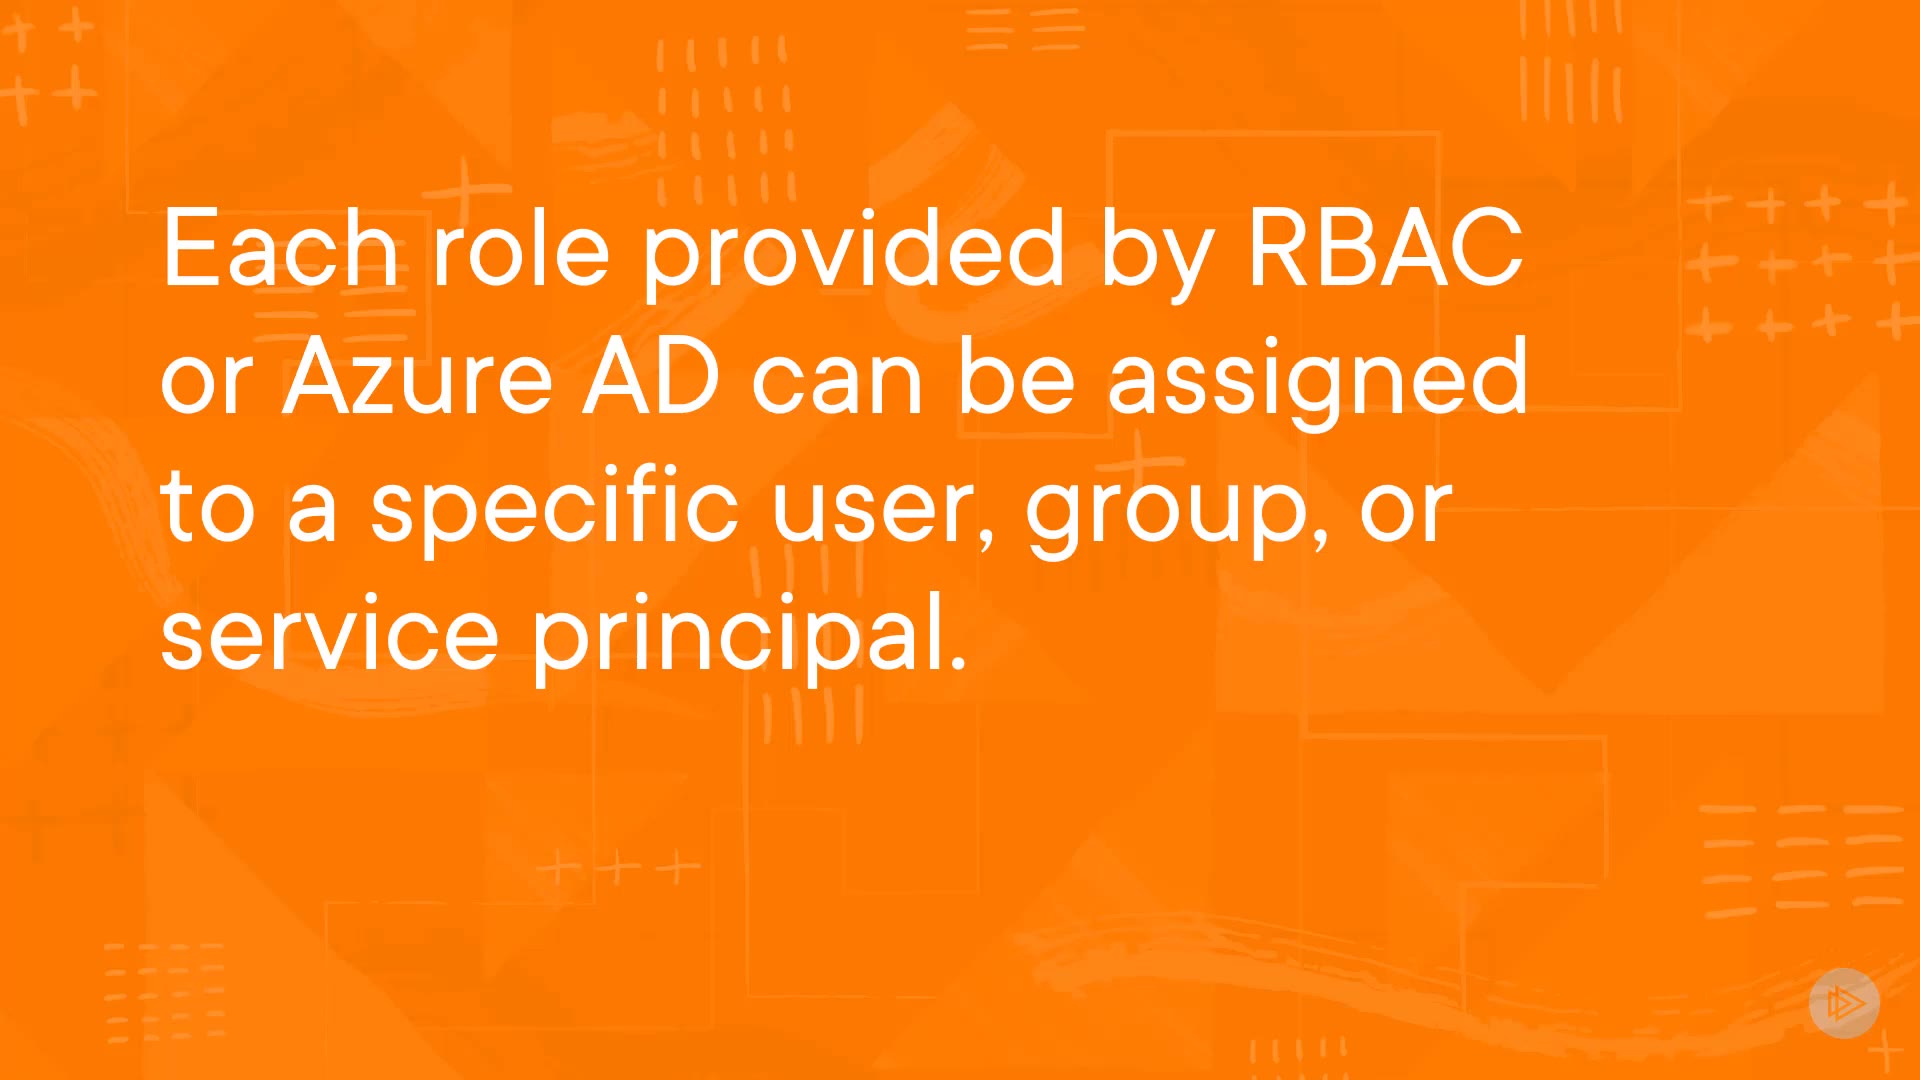 Each role provided by RBAC
or Azure AD can be assigned
to a specific user, group, or
service principal.